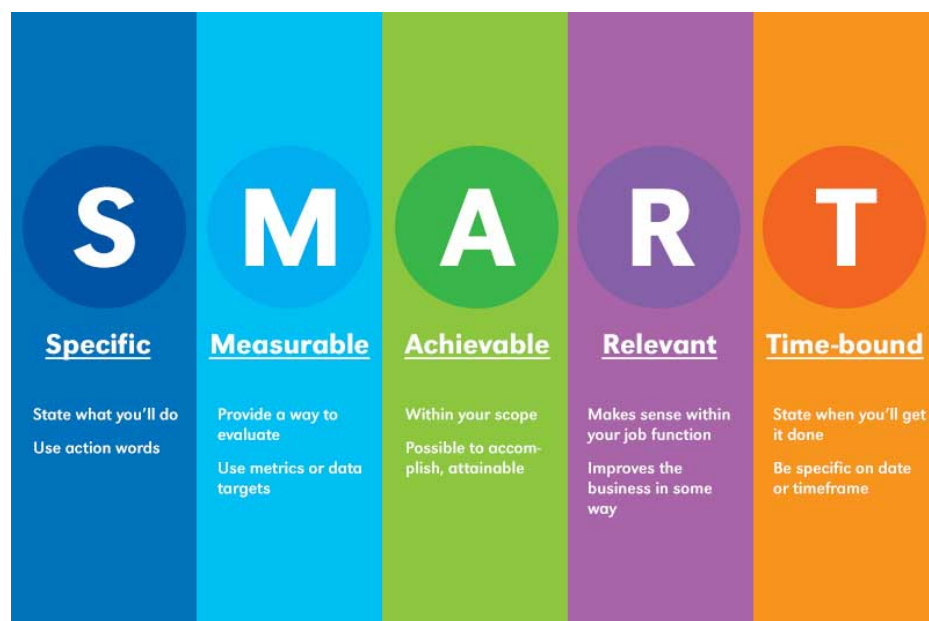 S
Specific
State what you'll do
Use action words
M
Measurable
Provide a way to
evaluate
Use metrics or data
targets
A
Achievable
Within your scope
Possible to accom-
plish, attainable
R
Relevant
Makes sense within
your job function
Improves the
business in some
way
T
Time-bound
State when you'll get
it done
Be specific on date
or timeframe